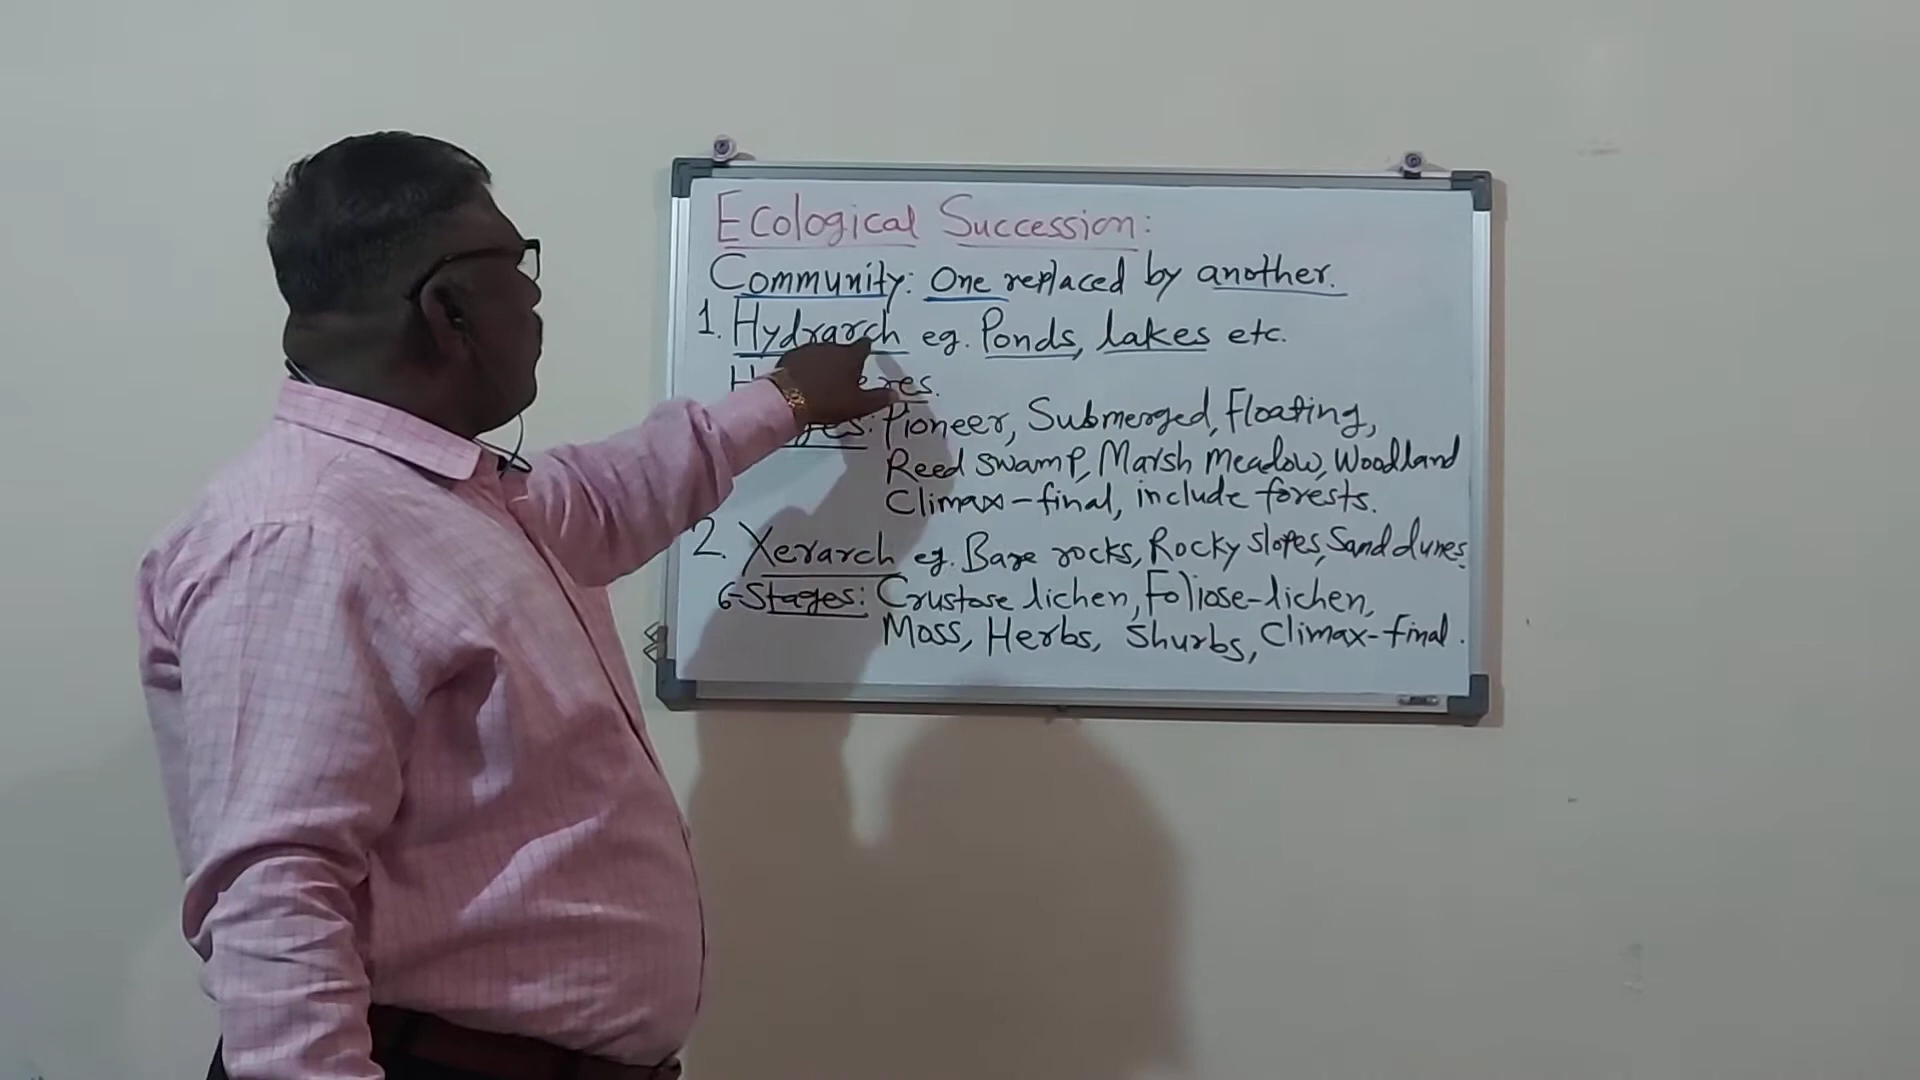 Ecological Succession:
Community: One replaced by another.
1. Hydrarch eg. Ponds, lakes etc.
Pioneer, Submerged, Floating,
Reed swamp, Marsh meadow, Woodland
Climax-final, include forests.
2. Xerarch eg. Bare rocks, Rocky slopes, Sand dunes.
6-Stages: Crustose lichen, Foliose-lichen,
Moss, Herbs, Shurbs, Climax-final.